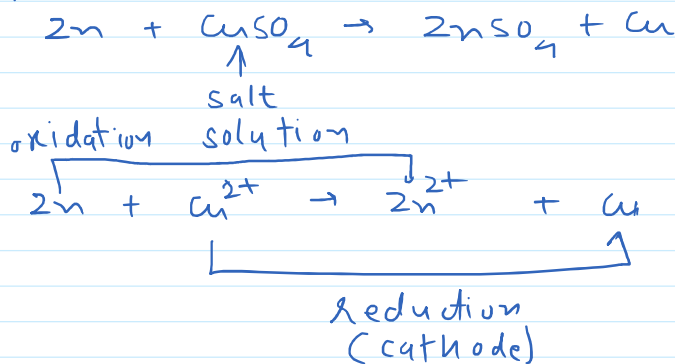 Zn + CuSO4 → ZnSO4 + Cu
↑
salt
oxidation solution
Zn + Cu²⁺ → Zn²⁺ + Cu
reduction
(cathode)